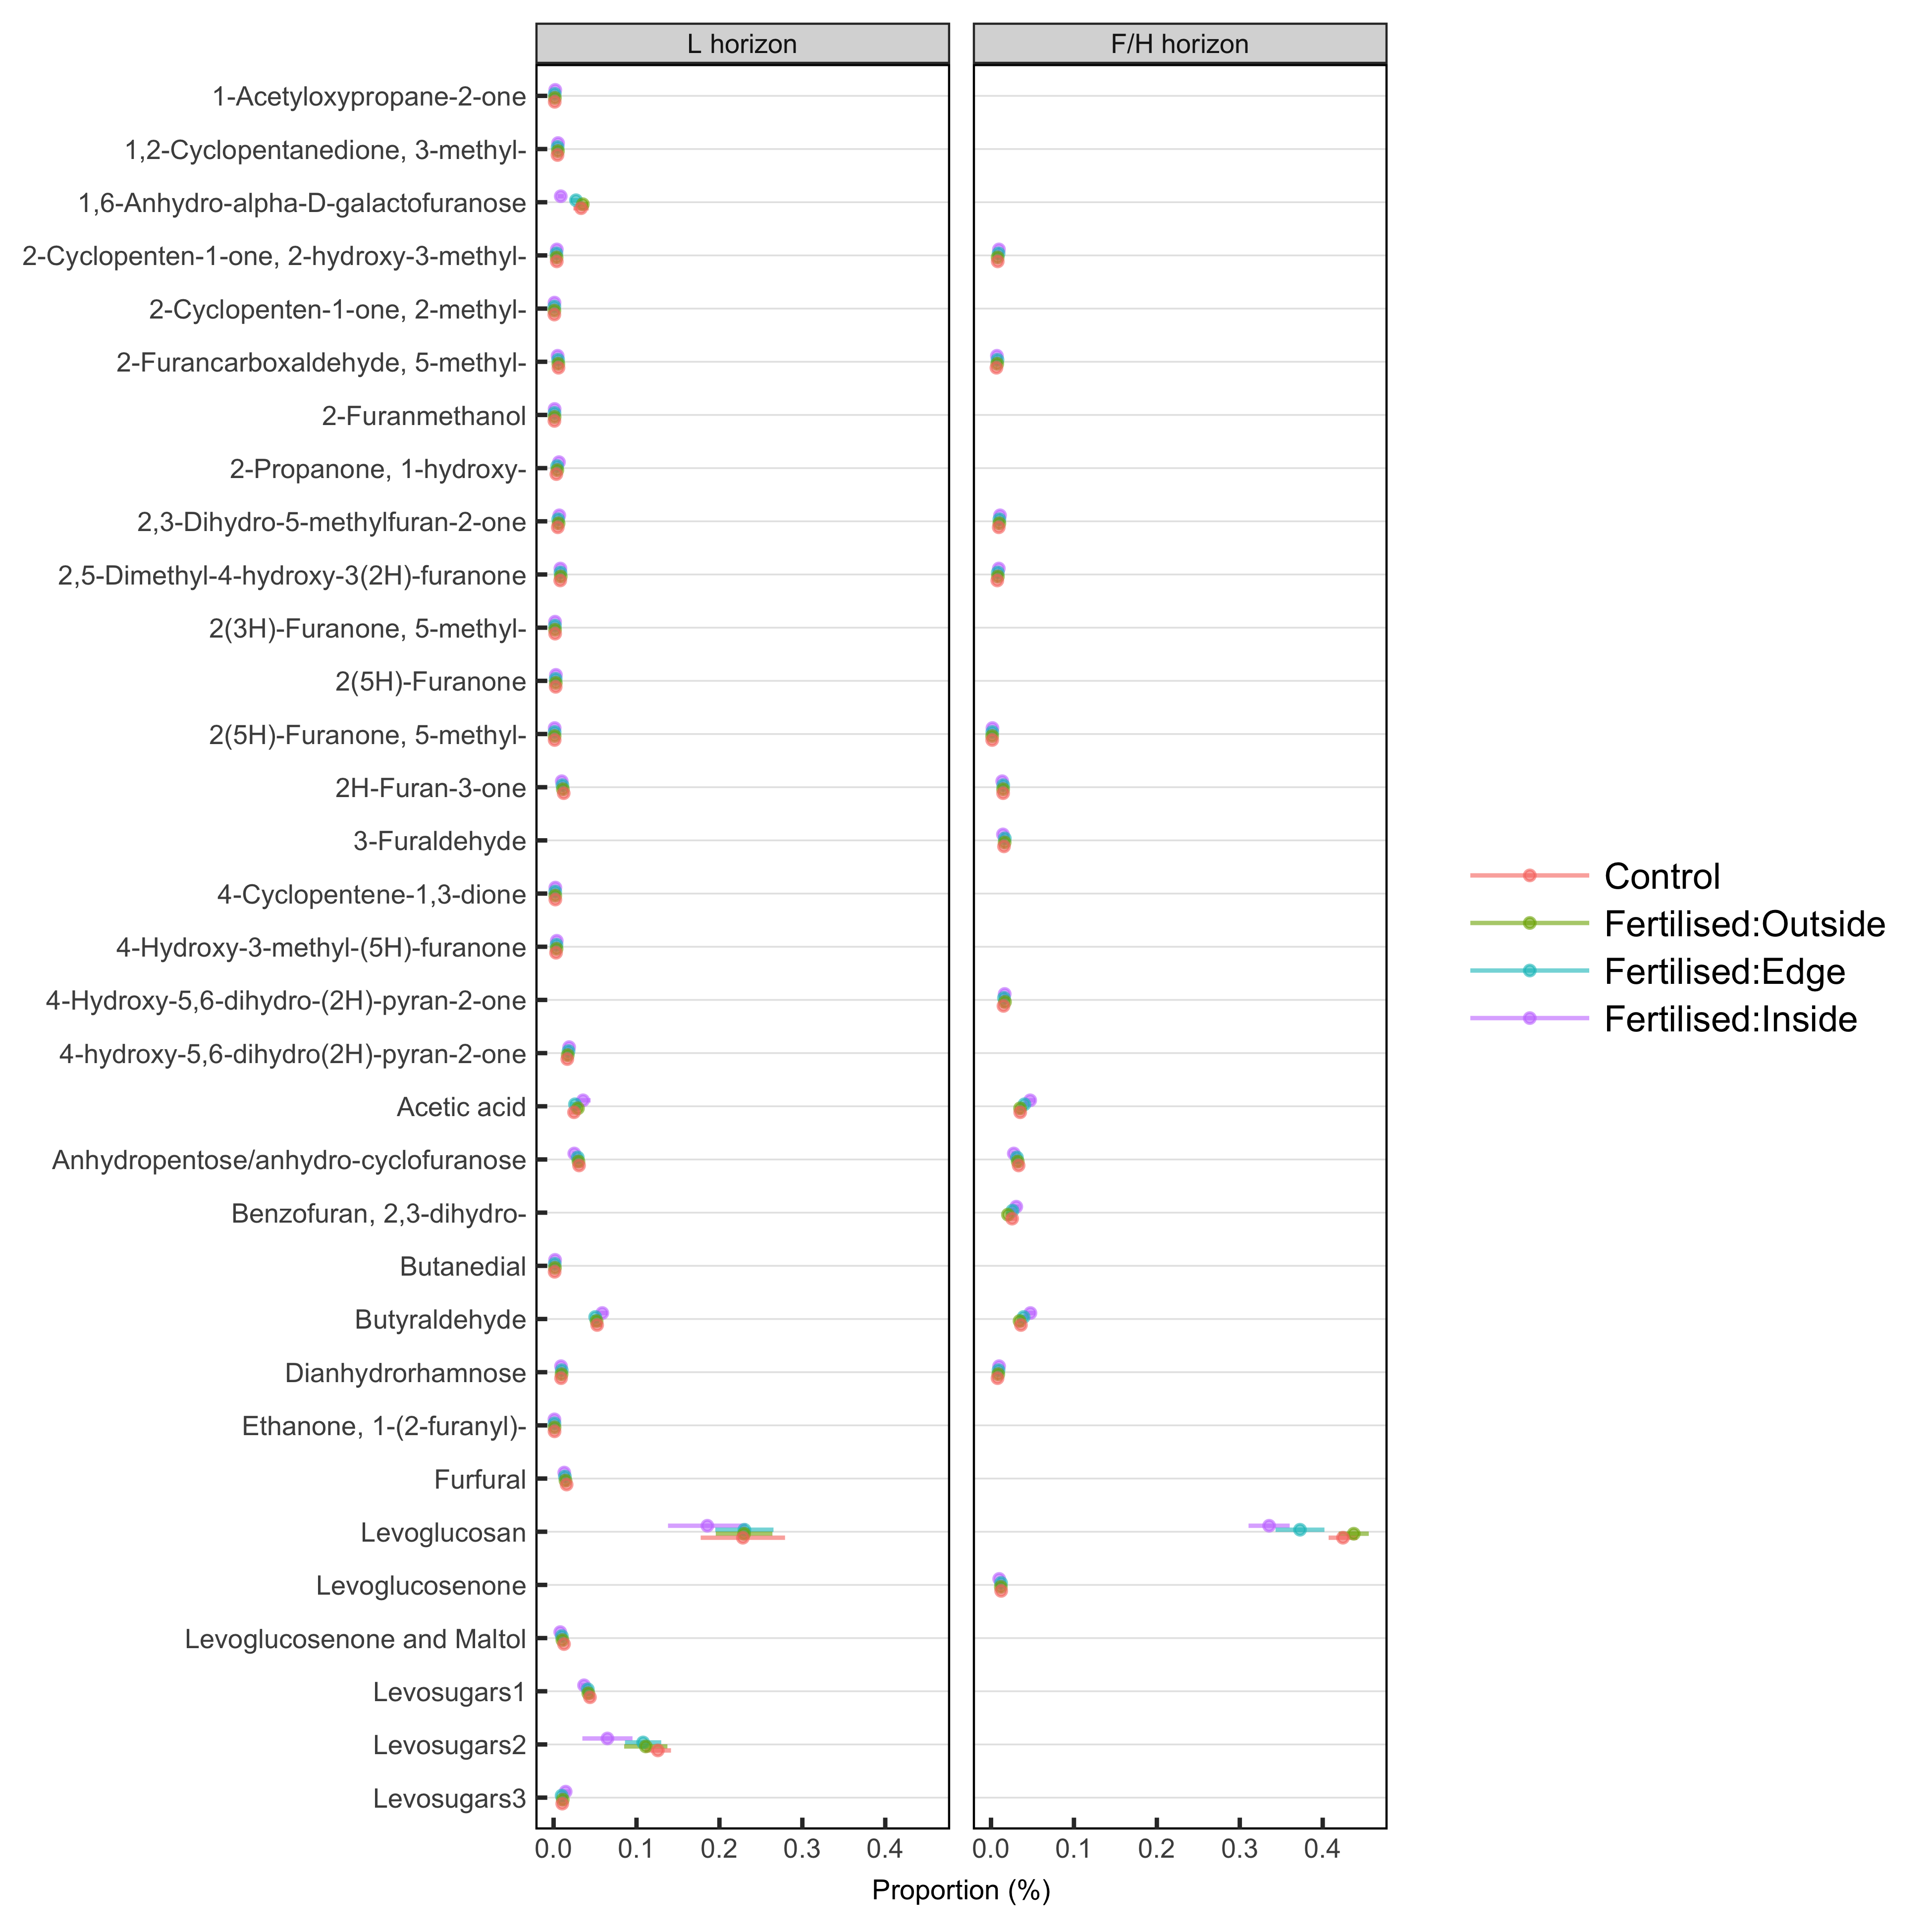 L horizon
F/H horizon
1-Acetyloxypropane-2-one
1,2-Cyclopentanedione, 3-methyl-
1,6-Anhydro-alpha-D-galactofuranose
2-Cyclopenten-1-one, 2-hydroxy-3-methyl-
2-Cyclopenten-1-one, 2-methyl-
2-Furancarboxaldehyde, 5-methyl-
2-Furanmethanol
2-Propanone, 1-hydroxy-
2,3-Dihydro-5-methylfuran-2-one
2,5-Dimethyl-4-hydroxy-3(2H)-furanone
2(3H)-Furanone, 5-methyl-
2(5H)-Furanone
2(5H)-Furanone, 5-methyl-
2H-Furan-3-one
3-Furaldehyde
4-Cyclopentene-1,3-dione
4-Hydroxy-3-methyl-(5H)-furanone
4-Hydroxy-5,6-dihydro-(2H)-pyran-2-one
4-hydroxy-5,6-dihydro(2H)-pyran-2-one
Acetic acid
Anhydropentose/anhydro-cyclofuranose
Benzofuran, 2,3-dihydro-
Butanedial
Butyraldehyde
Dianhydrorhamnose
Ethanone, 1-(2-furanyl)-
Furfural
Levoglucosan
Levoglucosenone
Levoglucosenone and Maltol
Levosugars1
Levosugars2
Levosugars3
0.0 0.1 0.2 0.3 0.4
0.0 0.1 0.2 0.3 0.4
Proportion (%)
Control
Fertilised:Outside
Fertilised:Edge
Fertilised:Inside